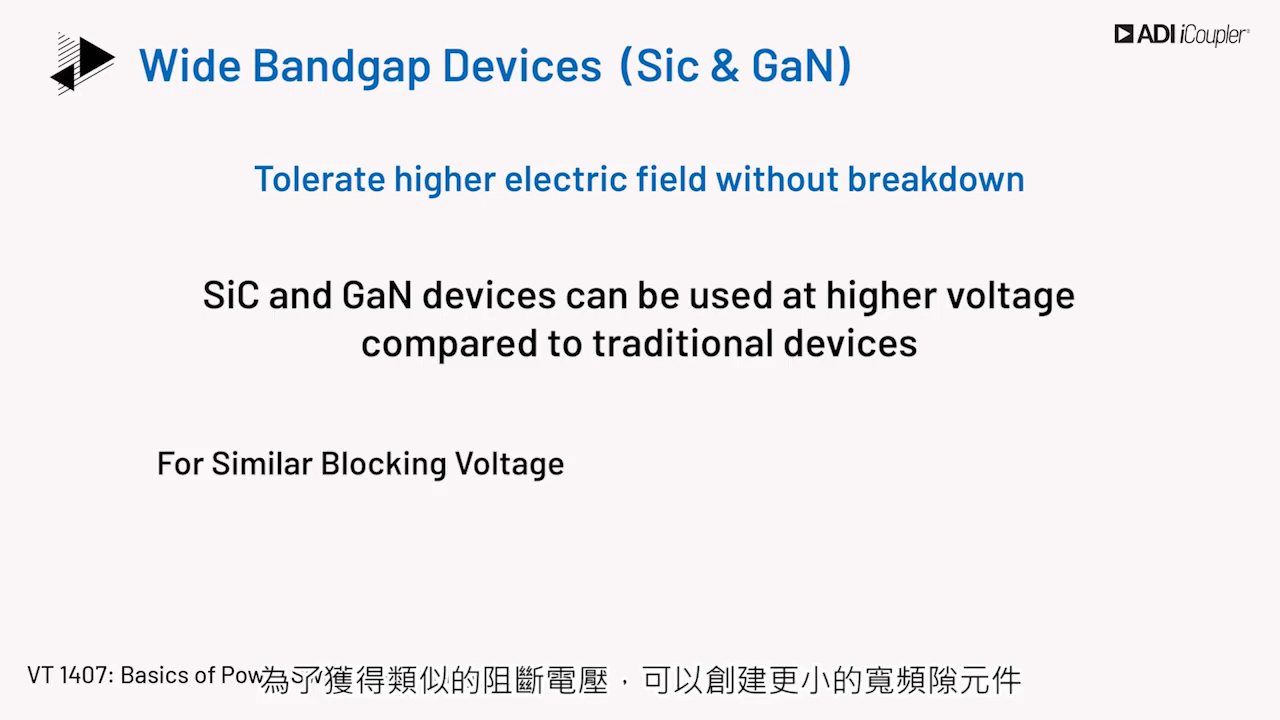 ADI iCoupler®
Wide Bandgap Devices (Sic & GaN)
Tolerate higher electric field without breakdown
SiC and GaN devices can be used at higher voltage
compared to traditional devices
For Similar Blocking Voltage
VT 1407: Basics of
為了獲得類似的阻斷電壓，可以創建更小的寬頻隙元件